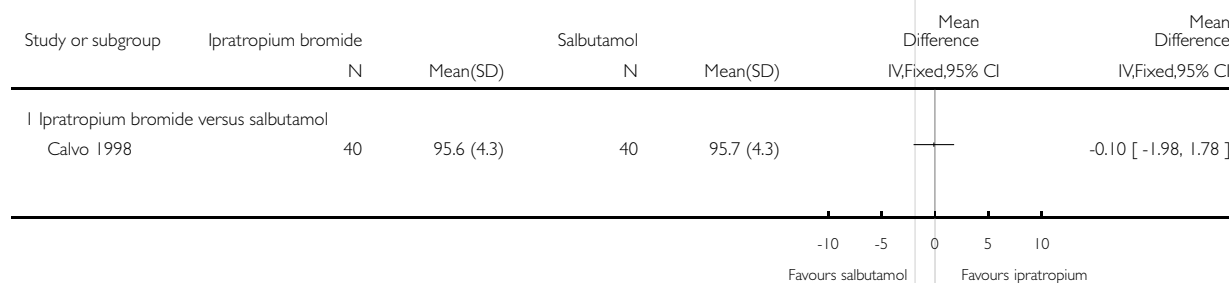 Mean Mean
Study or subgroup Ipratropium bromide Salbutamol Difference Difference
N Mean(SD) N Mean(SD) IV,Fixed,95% CI IV,Fixed,95% CI
1 Ipratropium bromide versus salbutamol
Calvo 1998 40 95.6 (4.3) 40 95.7 (4.3) -0.10 [ -1.98, 1.78 ]
-10 -5 0 5 10
Favours salbutamol Favours ipratropium